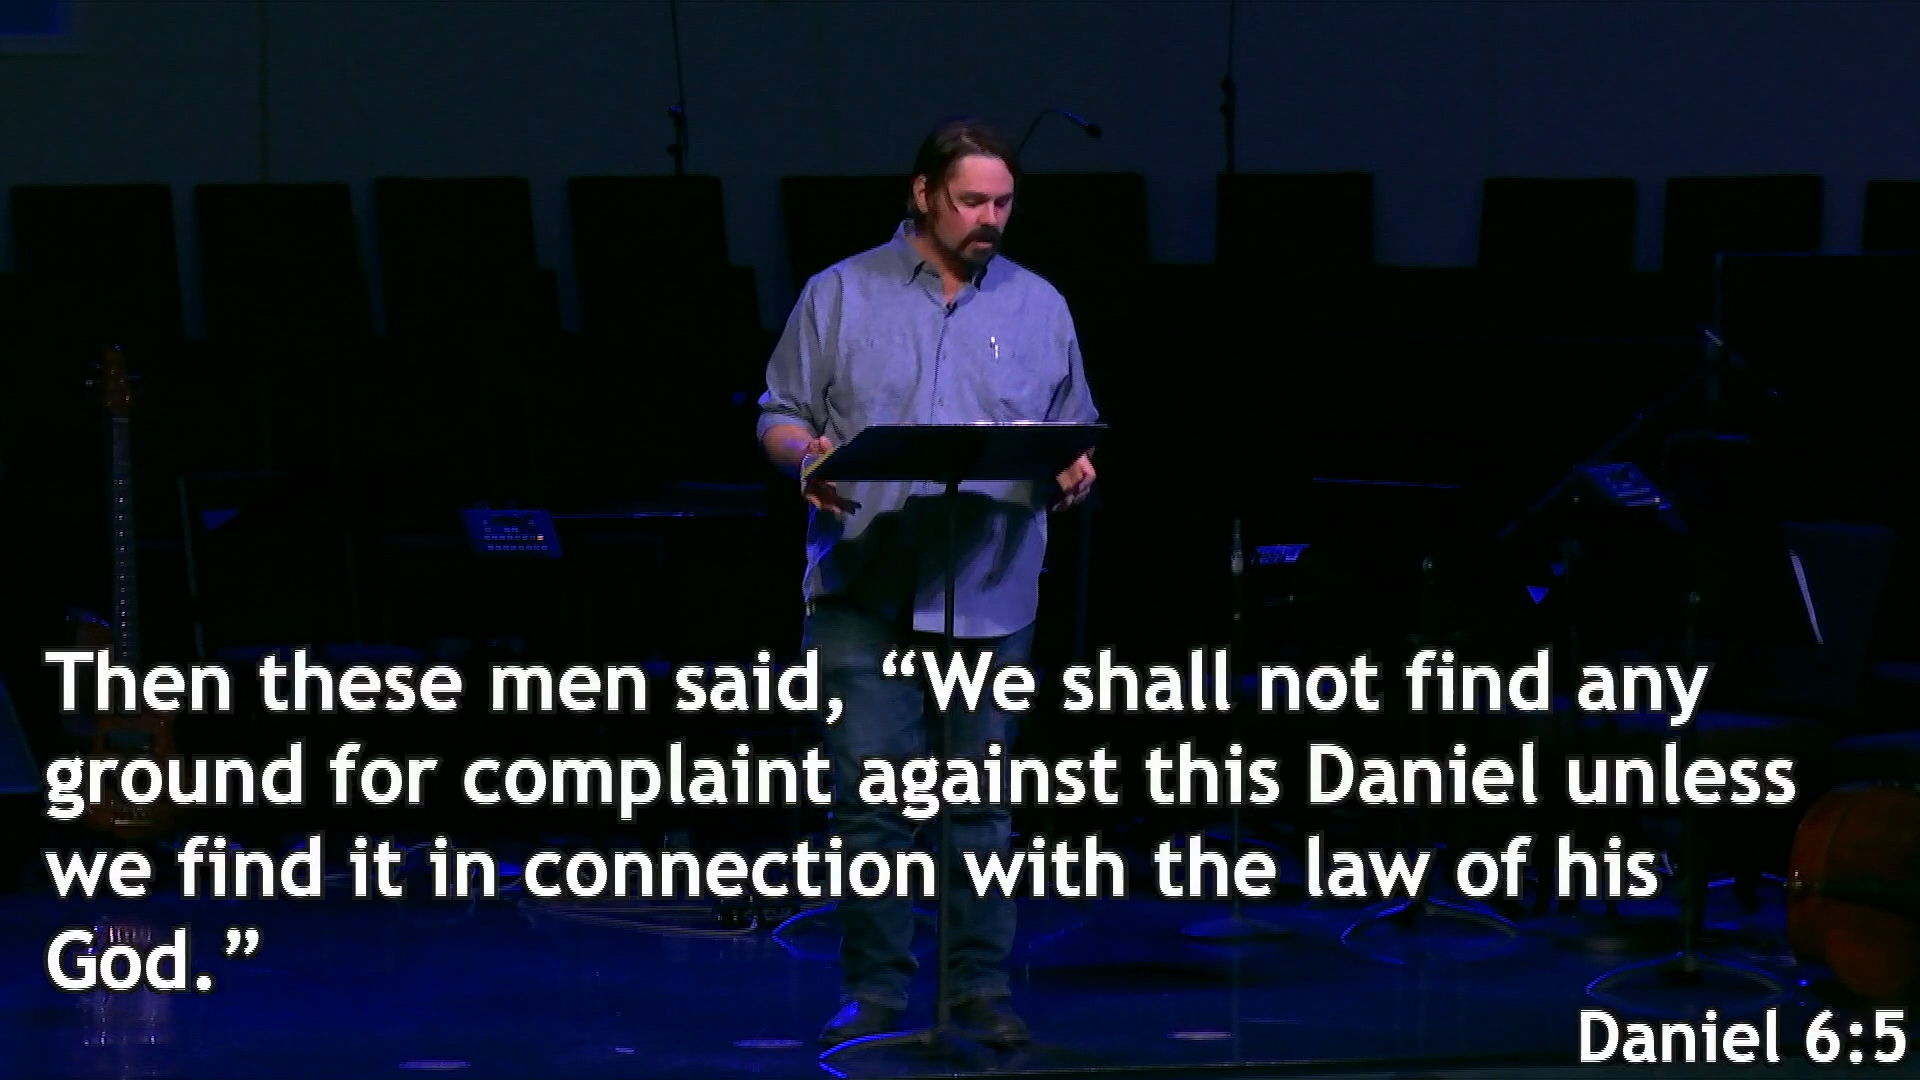 Then these men said, “We shall not find any
ground for complaint against this Daniel unless
we find it in connection with the law of his
God.”
Daniel 6:5